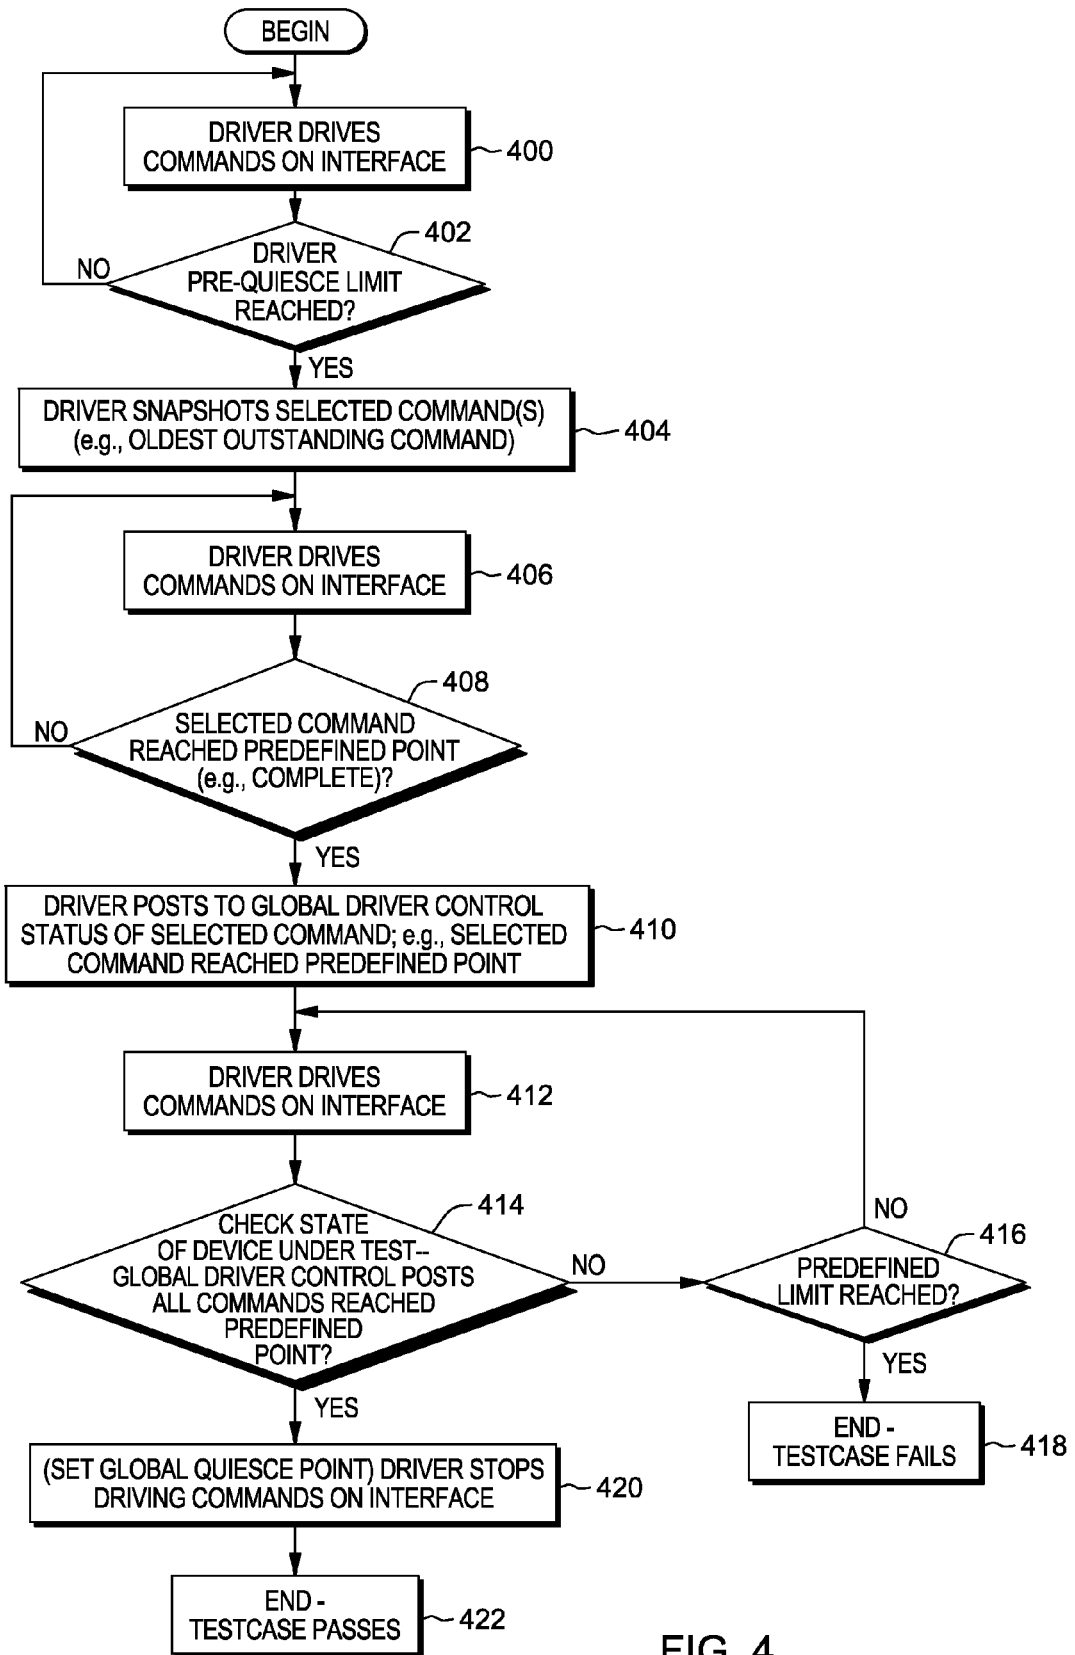 BEGIN
DRIVER DRIVES
COMMANDS ON INTERFACE
400
402
DRIVER
PRE-QUIESCE LIMIT
REACHED?
NO
YES
DRIVER SNAPSHOTS SELECTED COMMAND(S)
(e.g., OLDEST OUTSTANDING COMMAND)
404
DRIVER DRIVES
COMMANDS ON INTERFACE
406
408
SELECTED COMMAND
REACHED PREDEFINED POINT
(e.g., COMPLETE)?
NO
YES
DRIVER POSTS TO GLOBAL DRIVER CONTROL
STATUS OF SELECTED COMMAND; e.g., SELECTED
COMMAND REACHED PREDEFINED POINT
410
DRIVER DRIVES
COMMANDS ON INTERFACE
412
414
CHECK STATE
OF DEVICE UNDER TEST--
GLOBAL DRIVER CONTROL POSTS
ALL COMMANDS REACHED
PREDEFINED
POINT?
NO
YES
NO
416
PREDEFINED
LIMIT REACHED?
YES
END -
TESTCASE FAILS
418
(SET GLOBAL QUIESCE POINT) DRIVER STOPS
DRIVING COMMANDS ON INTERFACE
420
END -
TESTCASE PASSES
422
FIG. 4